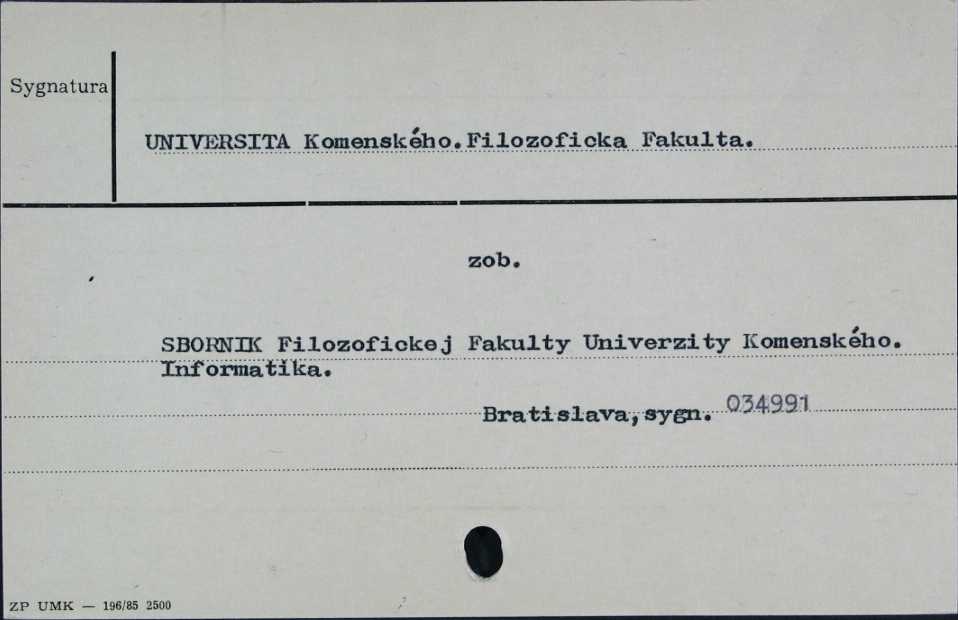 Sygnatura
UNIVERSITA Komenského.Filozoficka Fakulta.
zob.
SBORNIK Filozofickej Fakulty Univerzity Komenského.
Informatika.
Bratislava,sygn. 034991
ZP UMK — 196/85 2500